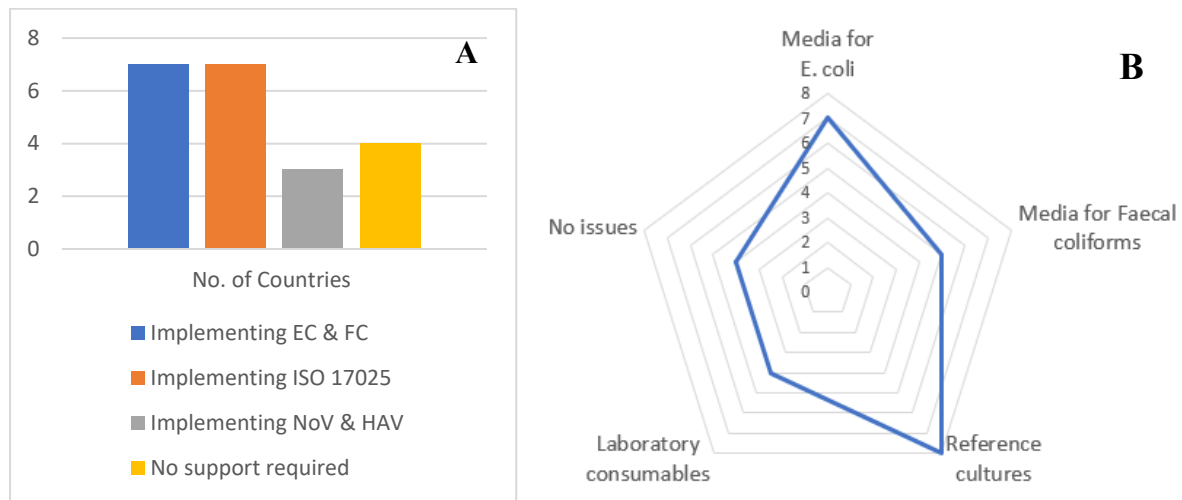 A
8
6
4
2
0
No. of Countries
Implementing EC & FC
Implementing ISO 17025
Implementing NoV & HAV
No support required
B
Media for
E. coli
8
7
6
5
4
3
2
1
0
Media for Faecal
coliforms
Reference
cultures
Laboratory
consumables
No issues